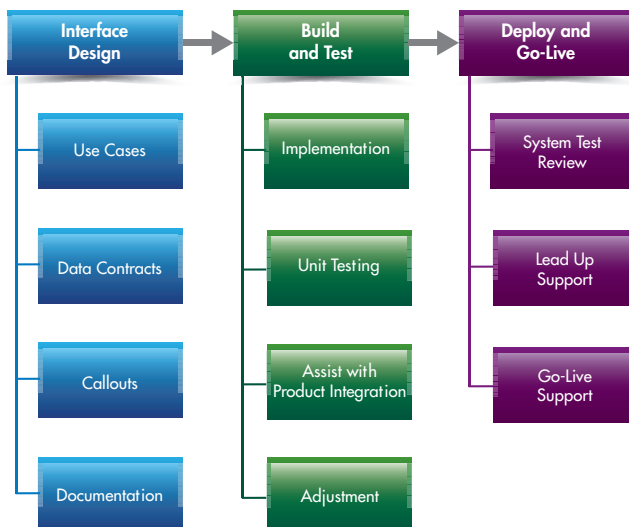 Interface
Design
Use Cases
Data Contracts
Callouts
Documentation
Build
and Test
Implementation
Unit Testing
Assist with
Product Integration
Adjustment
Deploy and
Go-Live
System Test
Review
Lead Up
Support
Go-Live
Support